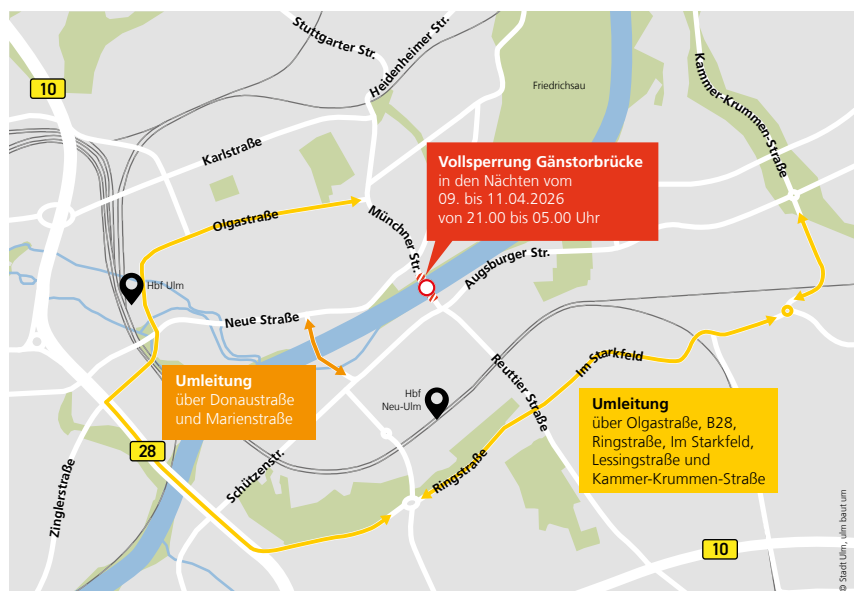 Stuttgarter Str.
Heidenheimer Str.
10
Friedrichsau
Kammer-Krummen-Straße
Karlstraße
Vollsperrung Gänstorbrücke
in den Nächten vom
09. bis 11.04.2026
von 21.00 bis 05.00 Uhr
Olgastraße
Münchner Str.
Augsburger Str.
Hbf Ulm
Neue Straße
Im Starkfeld
Reuttier Straße
Umleitung
über Donaustraße
und Marienstraße
Hbf
Neu-Ulm
Umleitung
über Olgastraße, B28,
Ringstraße, Im Starkfeld,
Lessingstraße und
Kammer-Krummen-Straße
28
Schützenstr.
Ringstraße
Zinglerstraße
10
© Stadt Ulm, ulm baut um